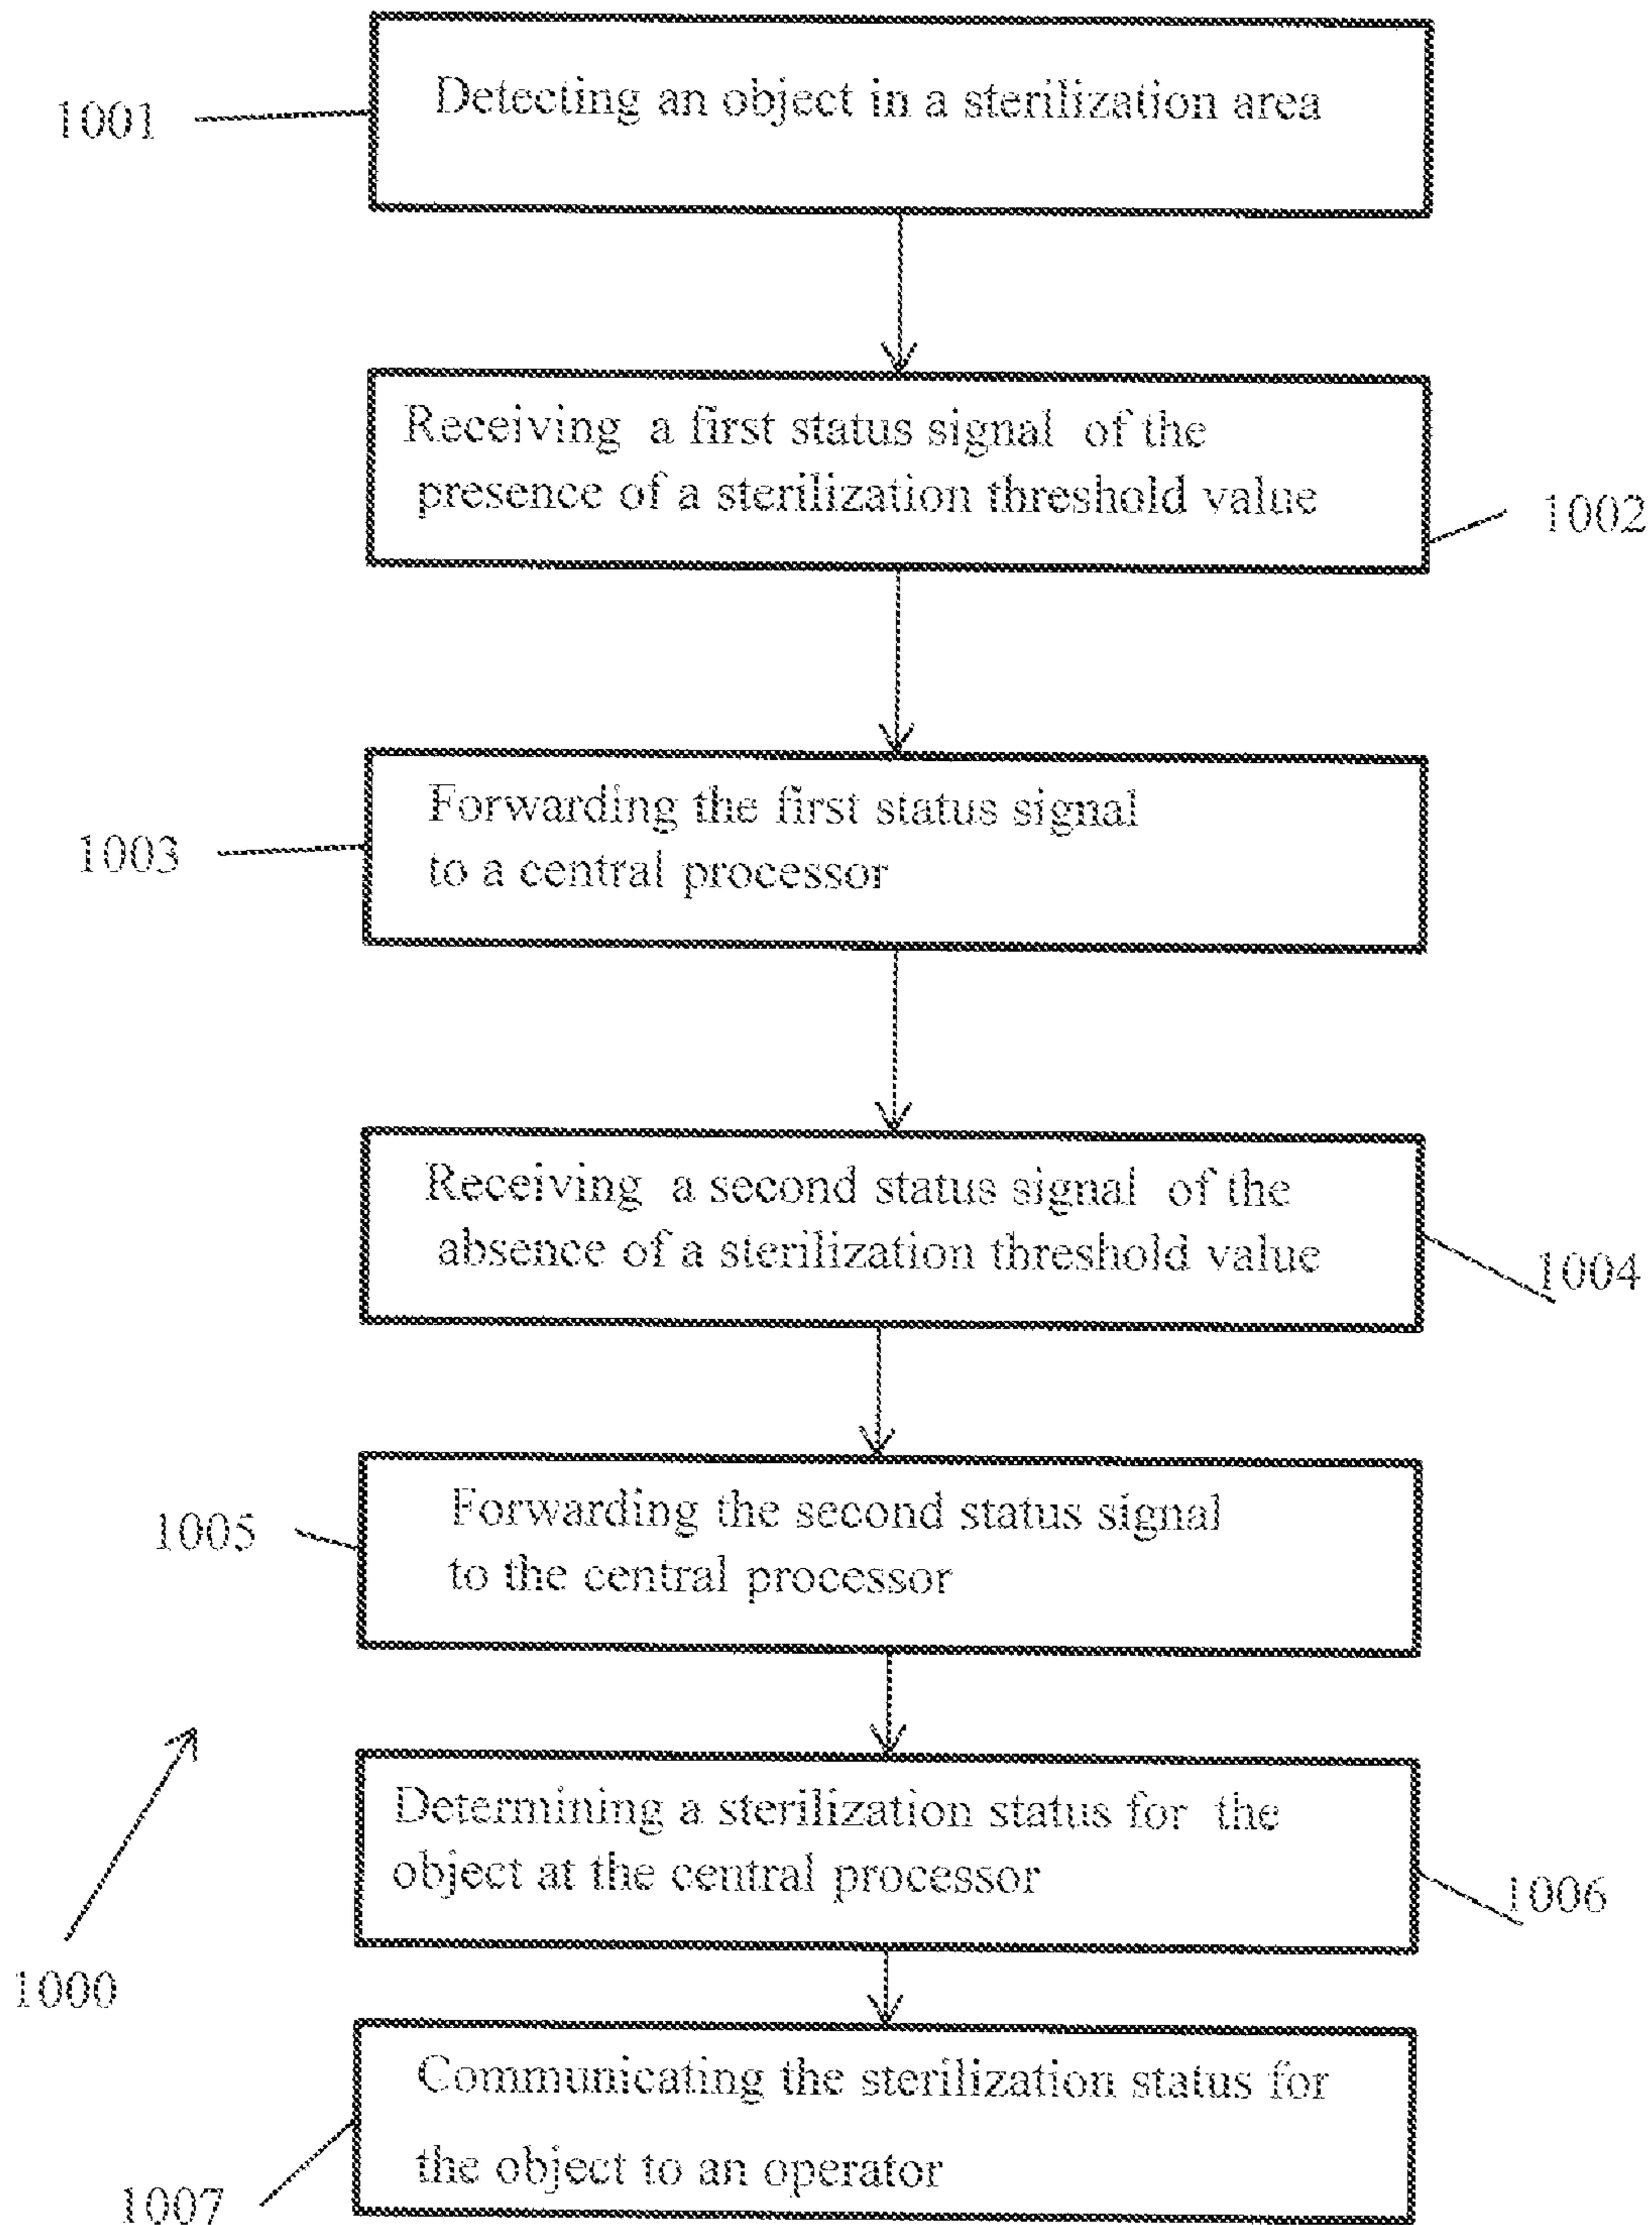 Detecting an object in a sterilization area
1001
Receiving a first status signal of the
presence of a sterilization threshold value
1002
Forwarding the first status signal
to a central processor
1003
Receiving a second status signal of the
absence of a sterilization threshold value
1004
Forwarding the second status signal
to the central processor
1005
Determining a sterilization status for the
object at the central processor
1006
1000
Communicating the sterilization status for
the object to an operator
1007